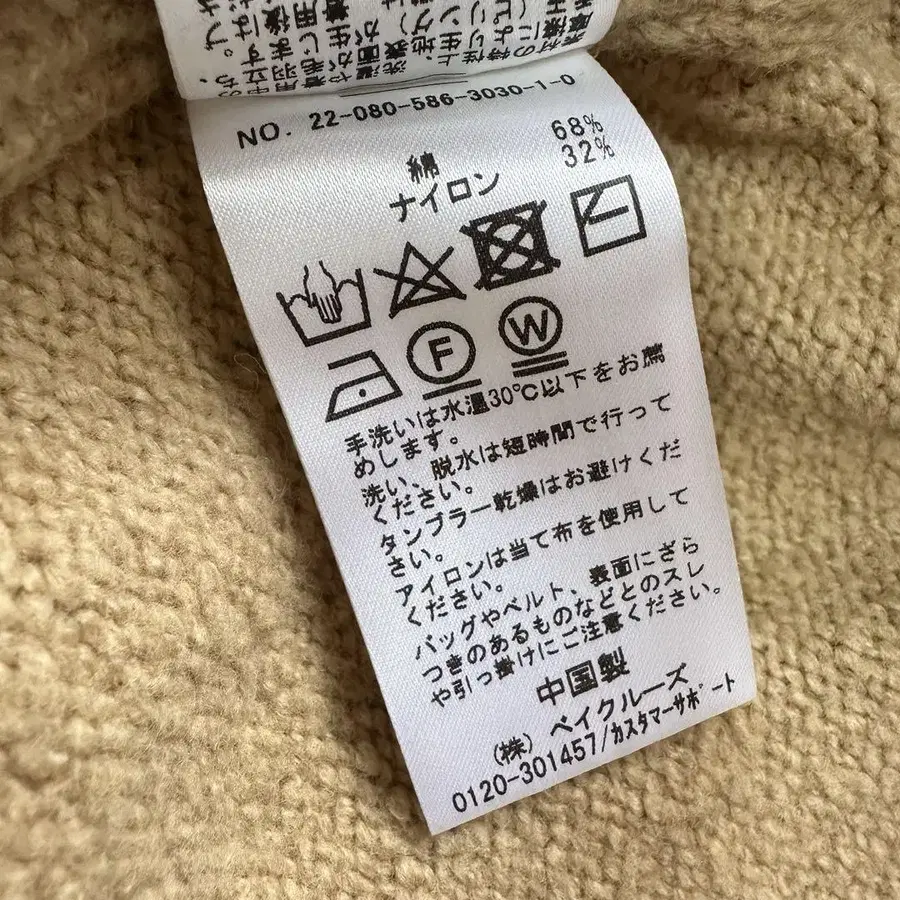 NO. 22-080-586-3030-1-0
綿 68%
ナイロン 32%
F
W
手洗いは水温30℃以下をお薦
めします。
洗い、脱水は短時間で行って
ください。
タンブラー乾燥はお避けくだ
さい。
アイロンは当て布を使用して
ください。
バッグやベルト、表面にざら
つきのあるものなどとのスレ
や引っ掛けにご注意ください。
中国製
(株) ベイクルーズ
0120-301457/カスタマーサポート